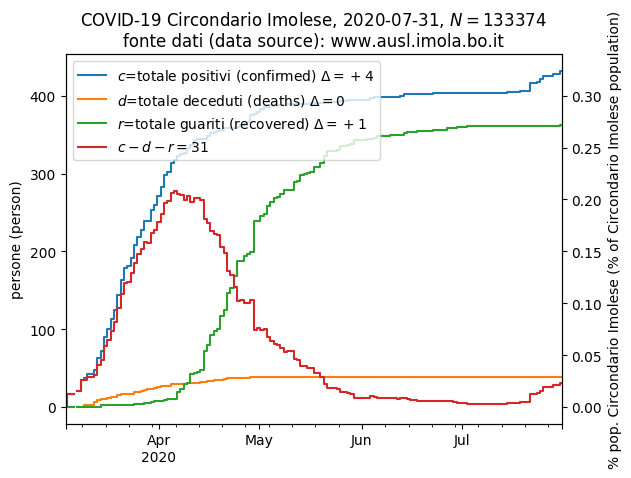 COVID-19 Circondario Imolese, 2020-07-31, N = 133374
fonte dati (data source): www.ausl.imola.bo.it
c=totale positivi (confirmed) Δ = +4
d=totale deceduti (deaths) Δ = 0
r=totale guariti (recovered) Δ = +1
c − d − r = 31
persone (person)
400
300
200
100
0
0.30
0.25
0.20
0.15
0.10
0.05
0.00
% pop. Circondario Imolese (% of Circondario Imolese population)
Apr
2020
May
Jun
Jul